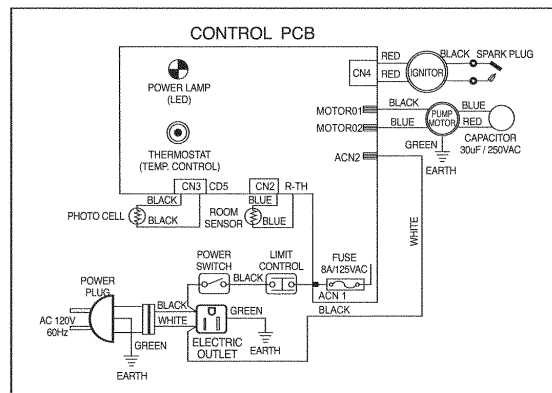 CONTROL PCB
POWER LAMP
(LED)
THERMOSTAT
(TEMP. CONTROL)
CN4
RED
RED
IGNITOR
BLACK
SPARK PLUG
MOTOR01
MOTOR02
BLACK
BLUE
PUMP
MOTOR
BLUE
RED
CAPACITOR
30uF / 250VAC
GREEN
EARTH
ACN2
WHITE
CN3
CD5
CN2
R-TH
BLACK
BLACK
PHOTO CELL
BLUE
BLUE
ROOM
SENSOR
POWER
SWITCH
BLACK
LIMIT
CONTROL
FUSE
8A/125VAC
ACN 1
BLACK
POWER
PLUG
AC 120V
60Hz
BLACK
WHITE
GREEN
EARTH
ELECTRIC
OUTLET
GREEN
EARTH